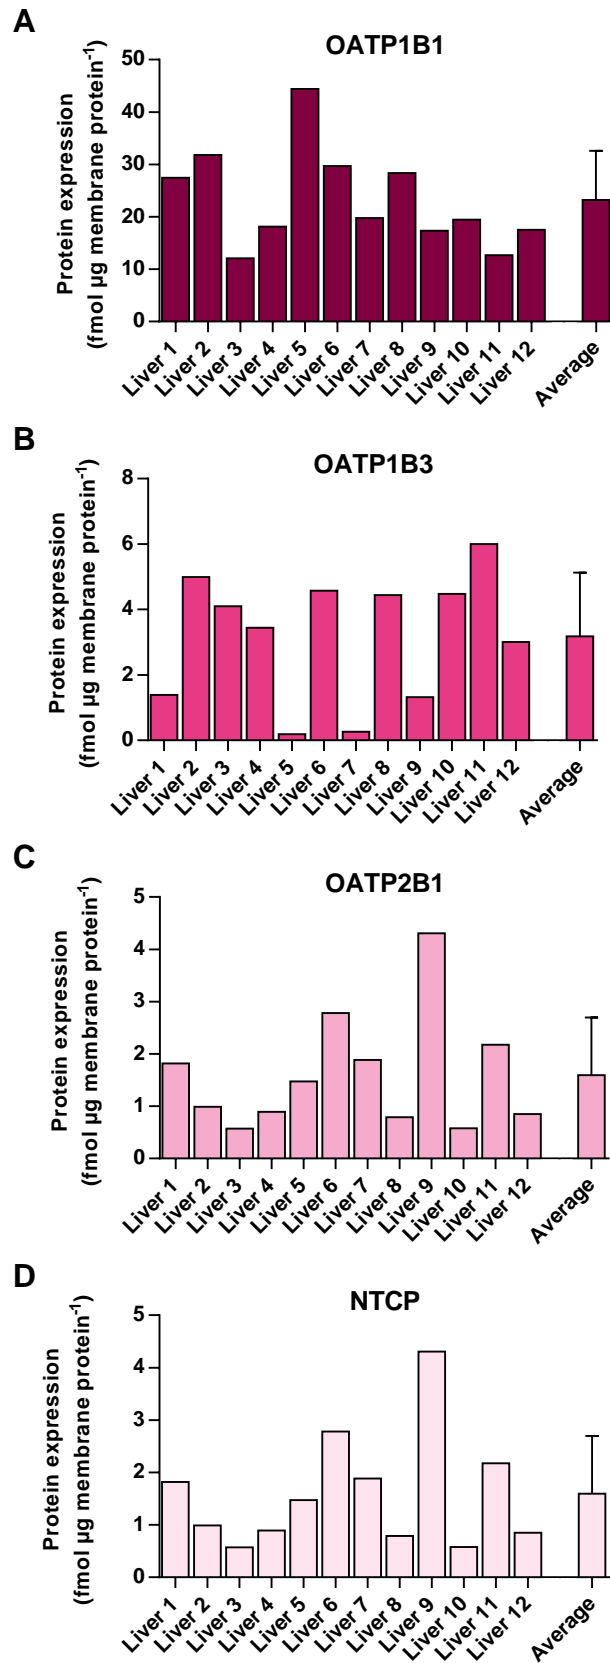 A
OATP1B1
Protein expression
(fmol µg membrane protein⁻¹)
50
40
30
20
10
0
Liver 1
Liver 2
Liver 3
Liver 4
Liver 5
Liver 6
Liver 7
Liver 8
Liver 9
Liver 10
Liver 11
Liver 12
Average
B
OATP1B3
Protein expression
(fmol µg membrane protein⁻¹)
8
6
4
2
0
Liver 1
Liver 2
Liver 3
Liver 4
Liver 5
Liver 6
Liver 7
Liver 8
Liver 9
Liver 10
Liver 11
Liver 12
Average
C
OATP2B1
Protein expression
(fmol µg membrane protein⁻¹)
5
4
3
2
1
0
Liver 1
Liver 2
Liver 3
Liver 4
Liver 5
Liver 6
Liver 7
Liver 8
Liver 9
Liver 10
Liver 11
Liver 12
Average
D
NTCP
Protein expression
(fmol µg membrane protein⁻¹)
5
4
3
2
1
0
Liver 1
Liver 2
Liver 3
Liver 4
Liver 5
Liver 6
Liver 7
Liver 8
Liver 9
Liver 10
Liver 11
Liver 12
Average